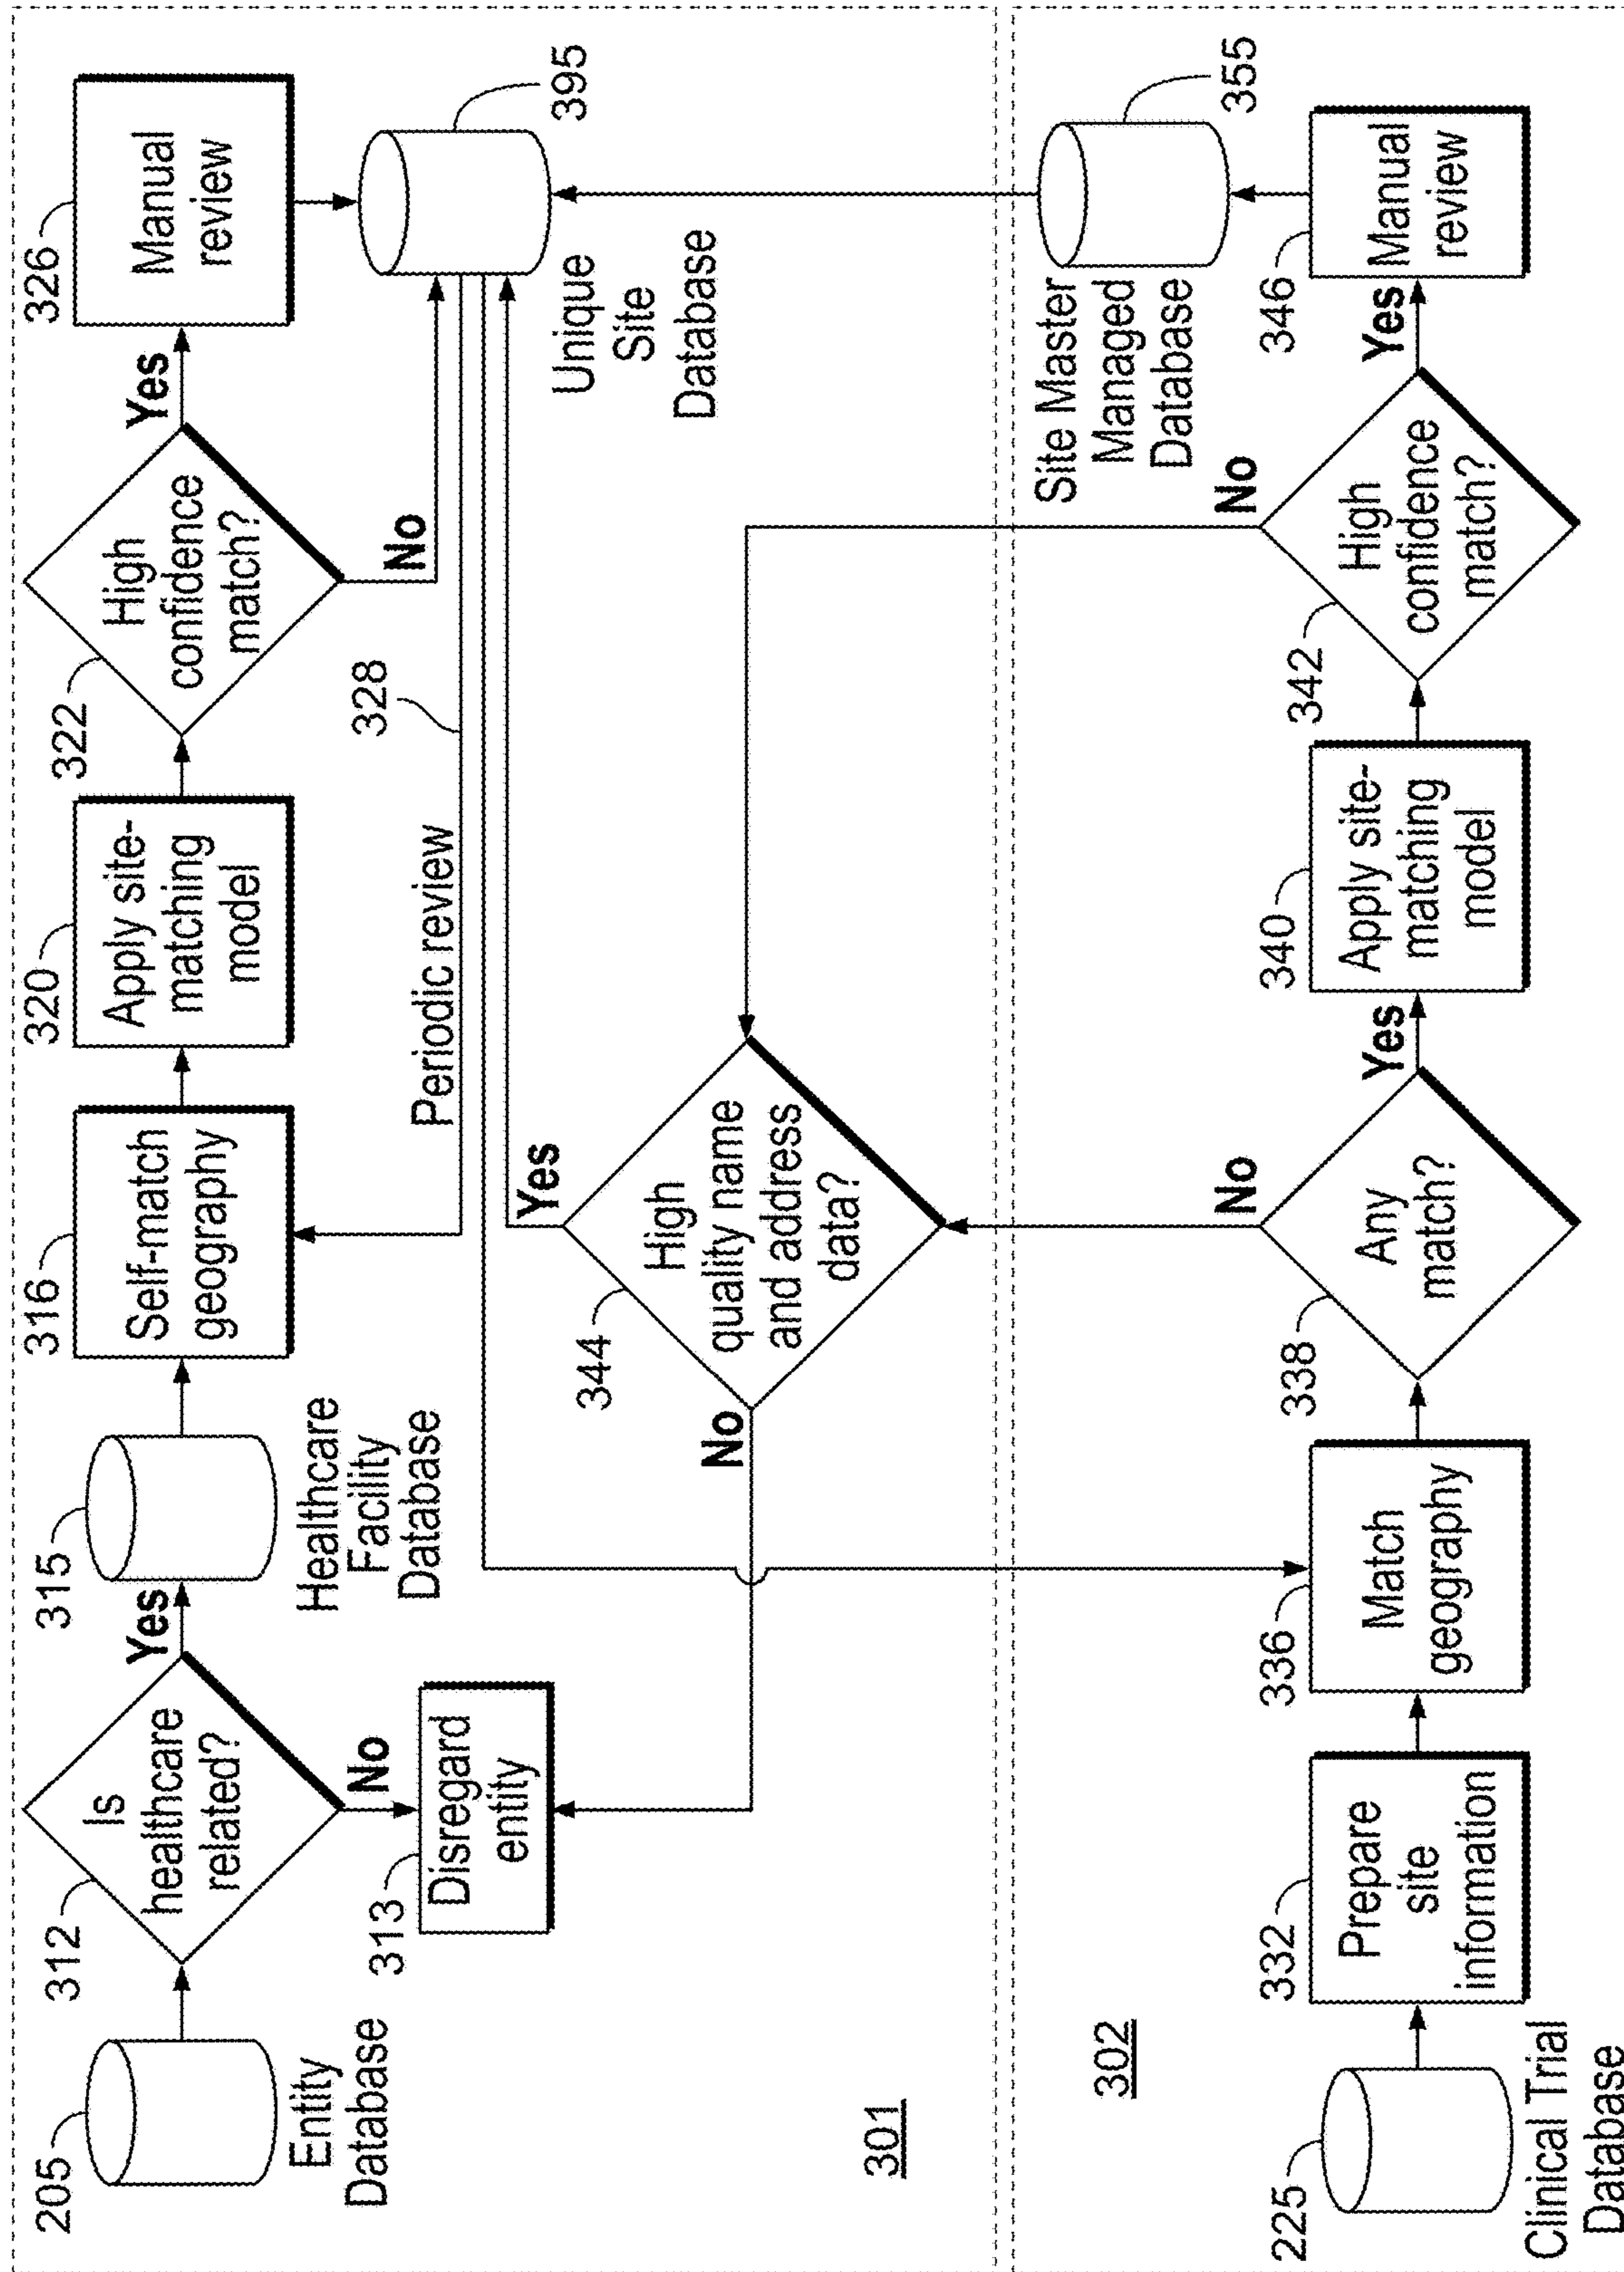 205
Entity
Database
312
Is
healthcare
related?
Yes
No
313
Disregard
entity
315
Healthcare
Facillity
Database
316
Self-match
geography
320
Apply site-
matching
model
322
High
confidence
match?
Yes
No
326
Manual
review
395
Unique
Site
Database
Periodic review
328
344
High
quality name
and address
data?
Yes
No
301
302
225
Clinical Trial
Database
332
Prepare
site
information
336
Match
geography
338
Any
match?
No
Yes
340
Apply site-
matching
model
342
High
confidence
match?
No
Yes
346
Manual
review
355
Site Master
Managed
Database